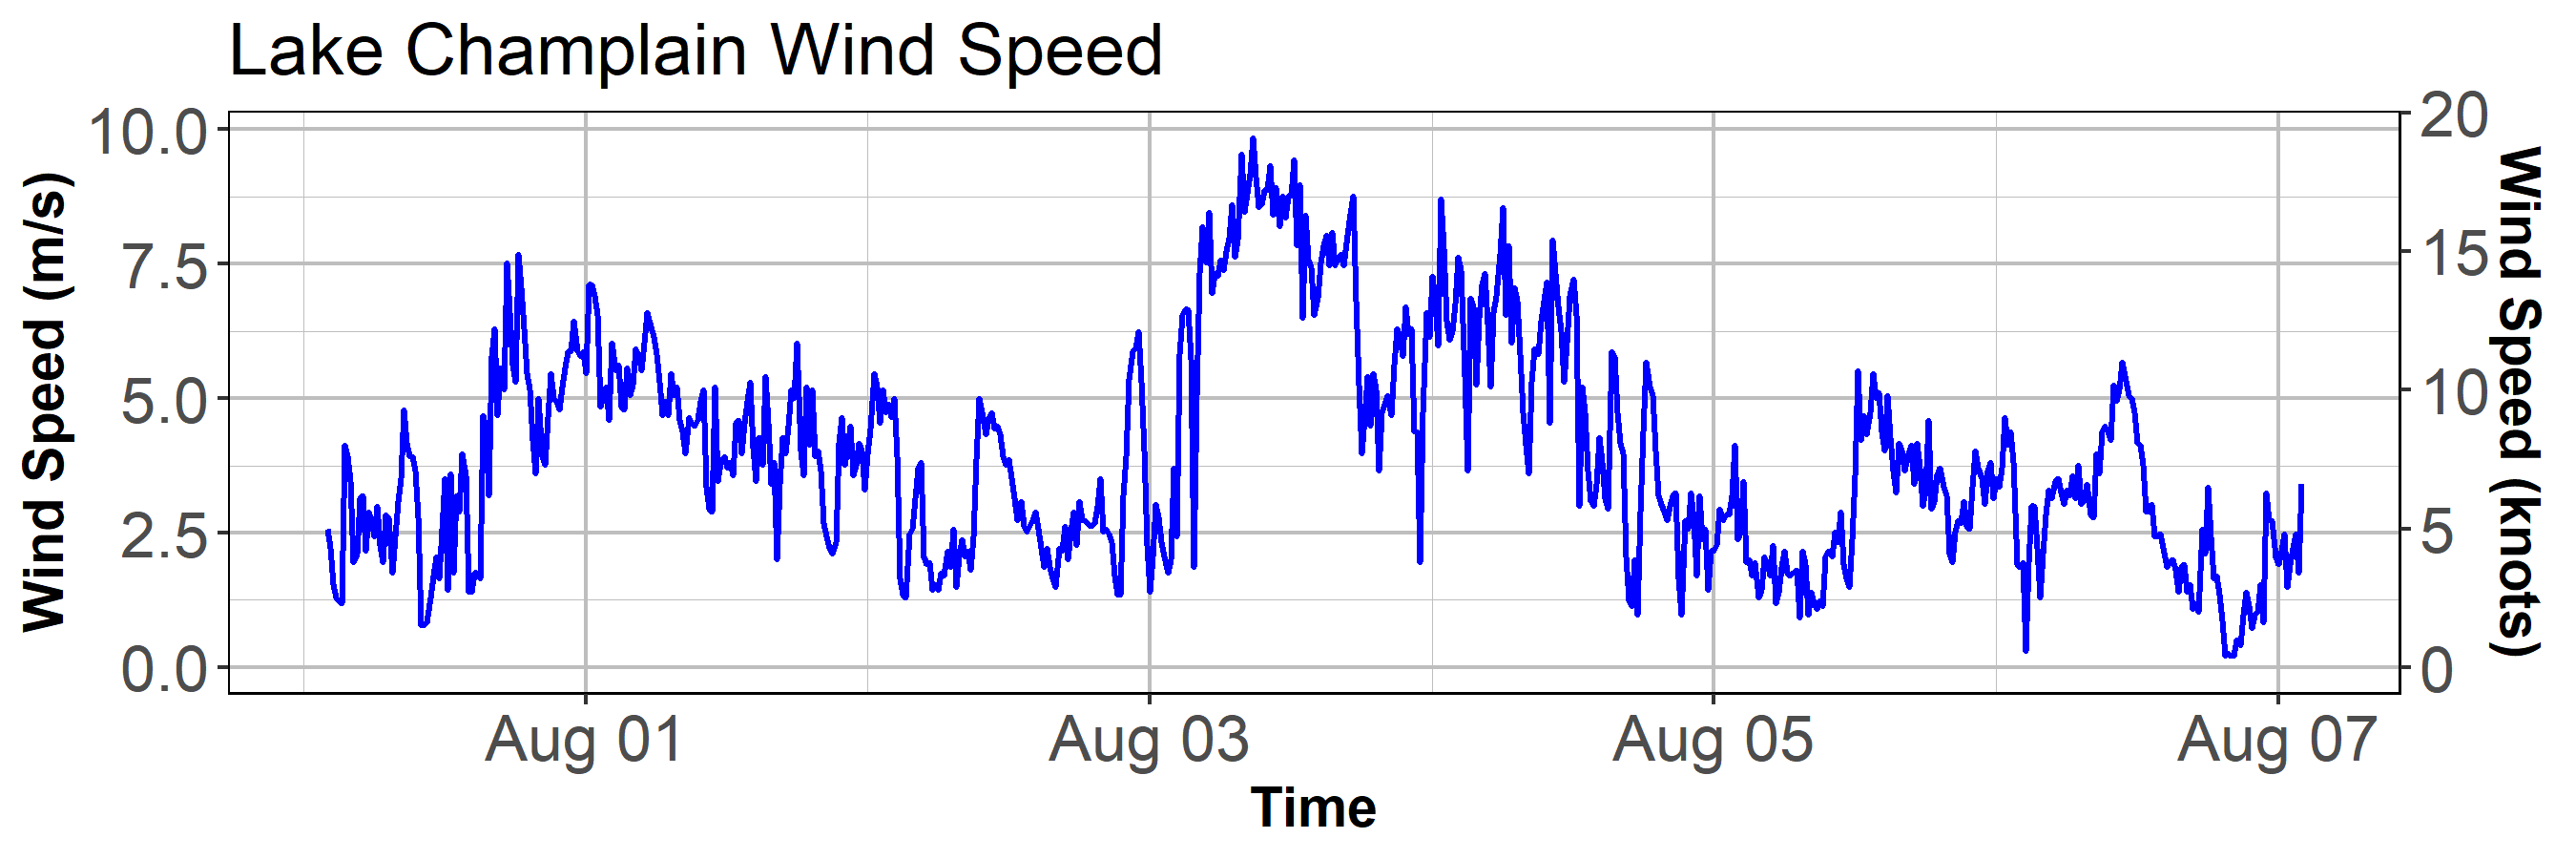 Lake Champlain Wind Speed
Wind Speed (m/s)
10.0
7.5
5.0
2.5
0.0
20
15
10
5
0
Wind Speed (knots)
Aug 01
Aug 03
Aug 05
Aug 07
Time